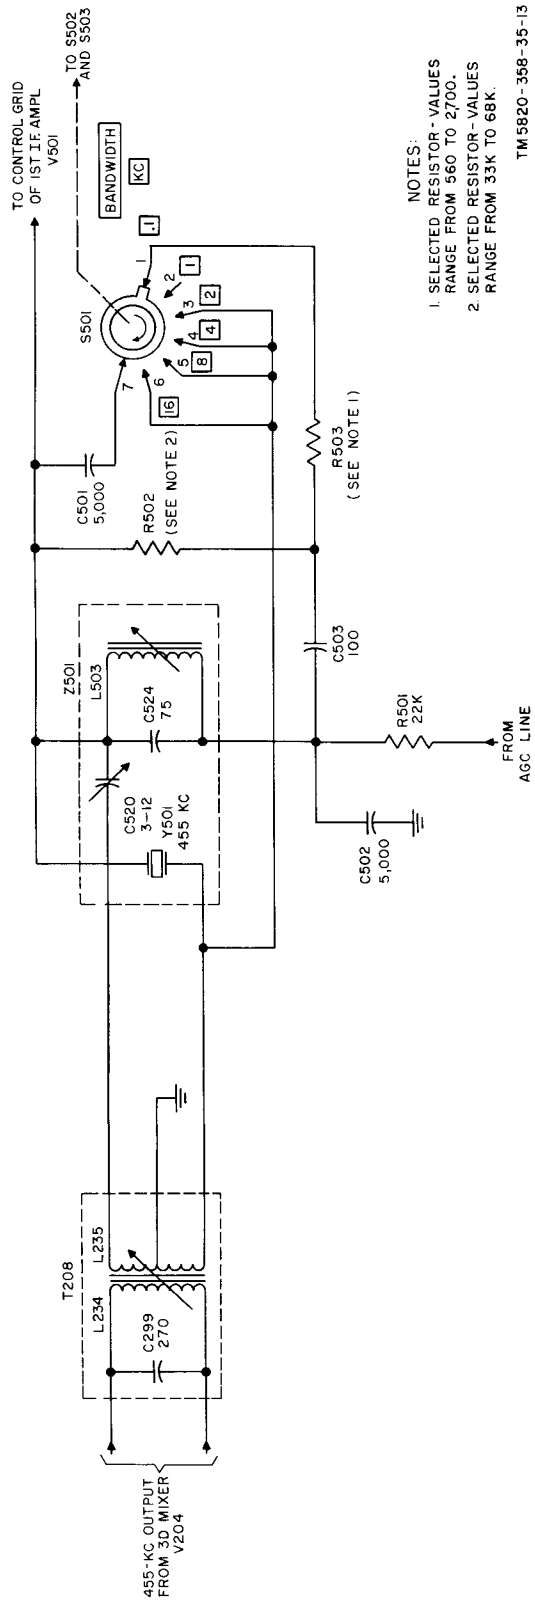 455-KC OUTPUT
FROM 3D MIXER
V204
T208
L234
L235
C299
270
Z501
L503
C524
75
C520
3-12
Y501
455 KC
C502
5,000
R501
22K
FROM
AGC LINE
C503
100
R503
(SEE NOTE 1)
R502
(SEE NOTE 2)
C501
5,000
S501
7
6
5
4
3
2
1
16
8
4
2
1
.1
BANDWIDTH
KC
TO CONTROL GRID
OF 1ST I.F. AMPL
V501
TO S502
AND S503
NOTES:
1. SELECTED RESISTOR-VALUES
RANGE FROM 560 TO 2,700.
2. SELECTED RESISTOR-VALUES
RANGE FROM 33K TO 68K.
TM5820-358-35-13